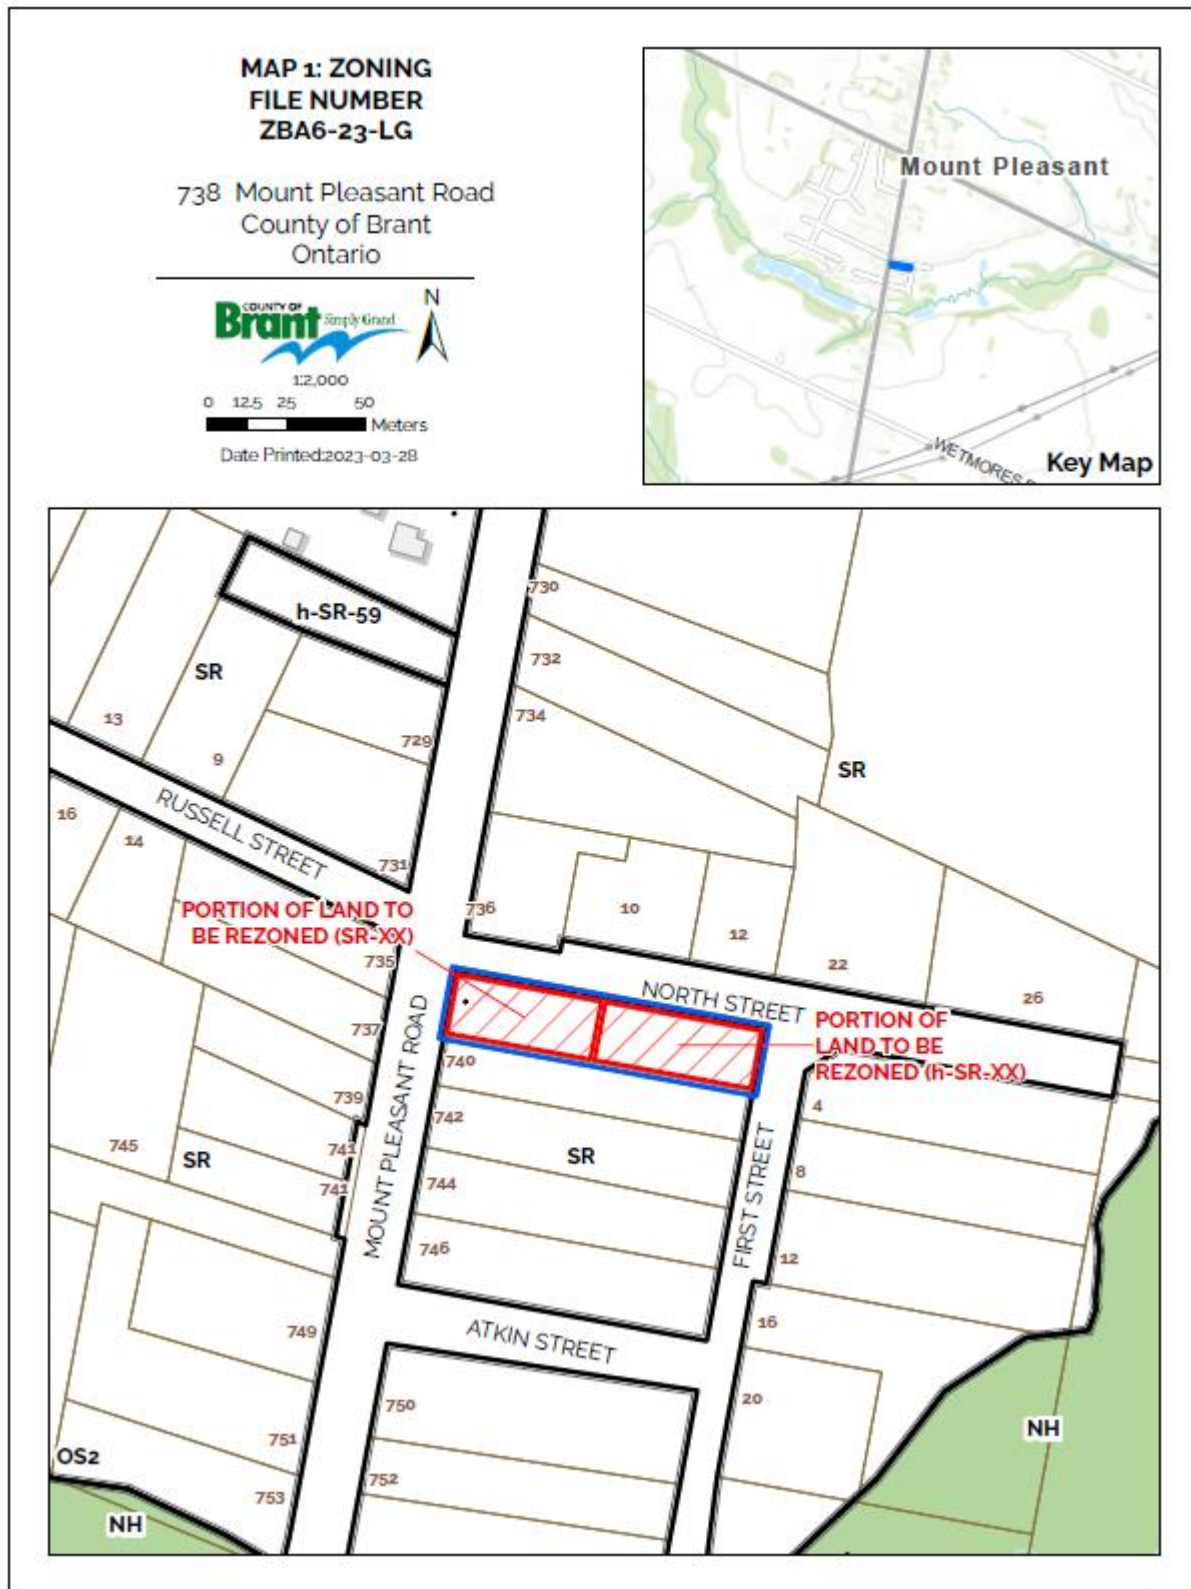 MAP 1: ZONING
FILE NUMBER
ZBA6-23-LG
738 Mount Pleasant Road
County of Brant
Ontario
COUNTY OF
Brant Simply Grand
N
1:2,000
0 12.5 25 50
Meters
Date Printed:2023-03-28
Mount Pleasant
Key Map
730
h-SR-59
732
SR
734
13
729
9
SR
RUSSELL STREET
16
14
731
PORTION OF LAND TO
BE REZONED (SR-XX)
736
10
12
735
22
26
NORTH STREET
PORTION OF
LAND TO BE
REZONED (h-SR-XX)
737
740
MOUNT PLEASANT ROAD
739
742
4
745
SR
741
SR
8
741
744
FIRST STREET
746
12
749
ATKIN STREET
16
750
20
751
NH
OS2
752
753
NH